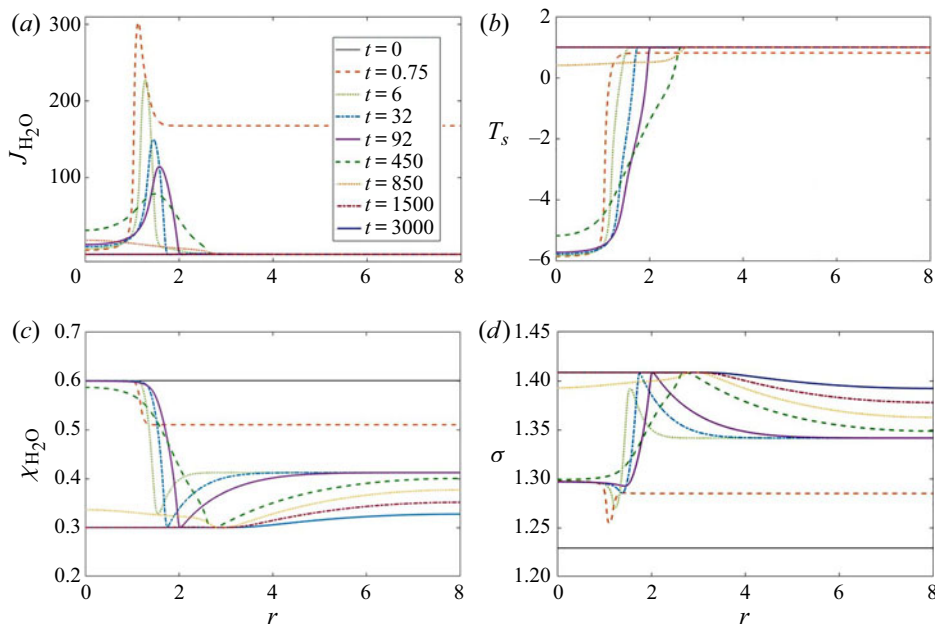 (a)
300
200
100
J_H₂O
0 2 4 6 8
t = 0
t = 0.75
t = 6
t = 32
t = 92
t = 450
t = 850
t = 1500
t = 3000
(b)
2
0
−2
−4
−6
T_s
0 2 4 6 8
(c)
0.7
0.6
0.5
0.4
0.3
0.2
χ_H₂O
0 2 4 6 8
r
(d)
1.45
1.40
1.35
1.30
1.25
1.20
σ
0 2 4 6 8
r